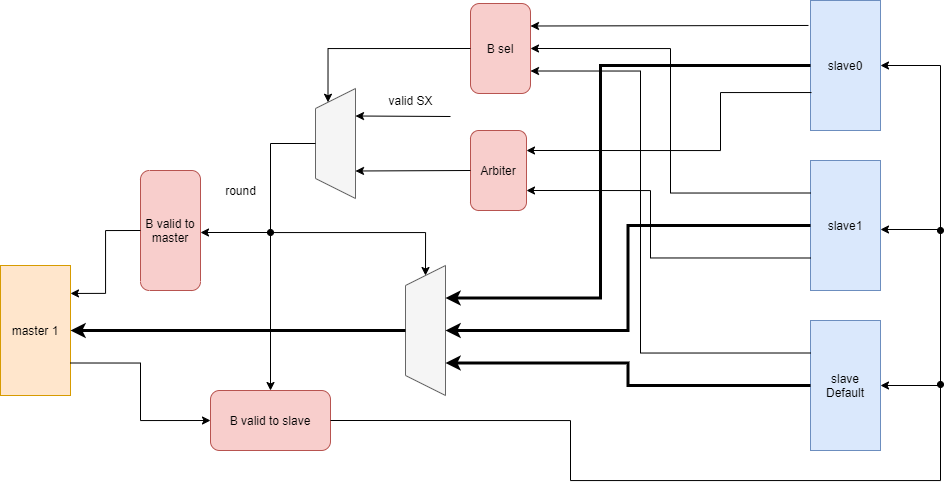 B sel
slave0
valid SX
Arbiter
round
B valid to
master
slave1
master 1
slave
Default
B valid to slave